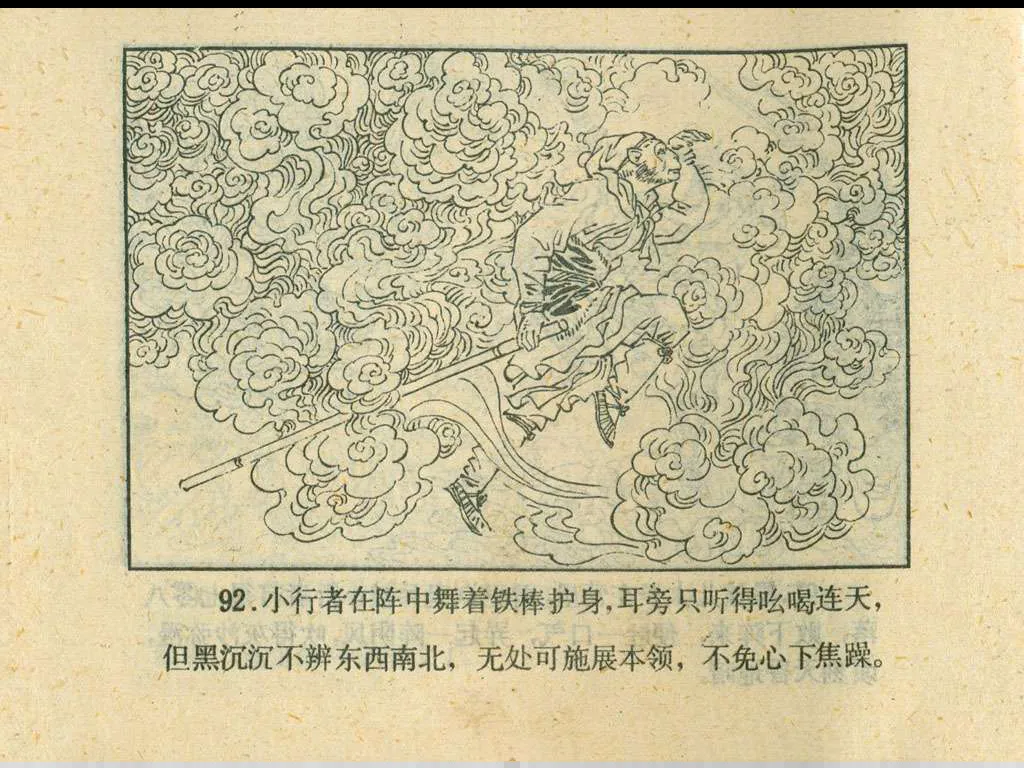 92.小行者在阵中舞着铁棒护身,耳旁只听得吆喝连天,
但黑沉沉不辨东西南北，无处可施展本领，不免心下焦躁。